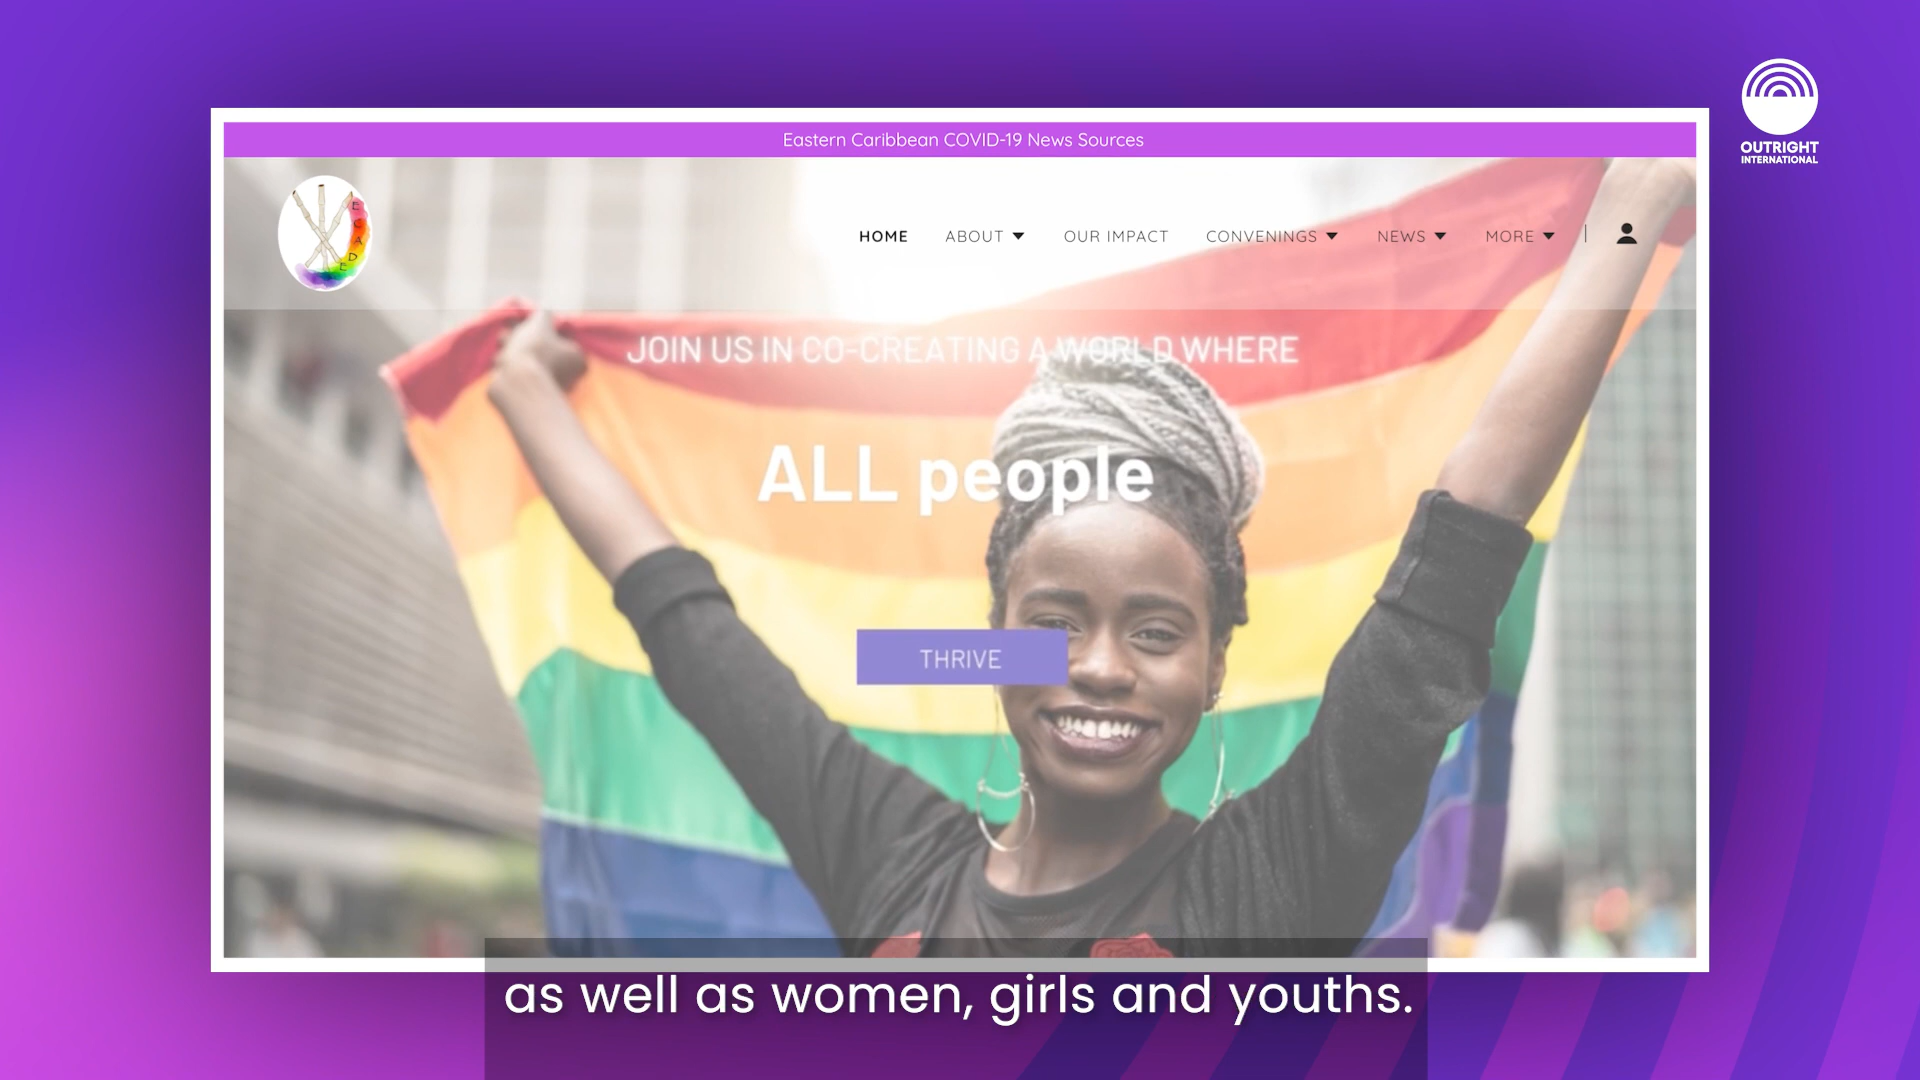 Eastern Caribbean COVID-19 News Sources
OUTRIGHT
INTERNATIONAL
E
C
A
D
E
HOME ABOUT OUR IMPACT CONVENINGS NEWS MORE
JOIN US IN CO-CREATING A WORLD WHERE
ALL people
THRIVE
as well as women, girls and youths.